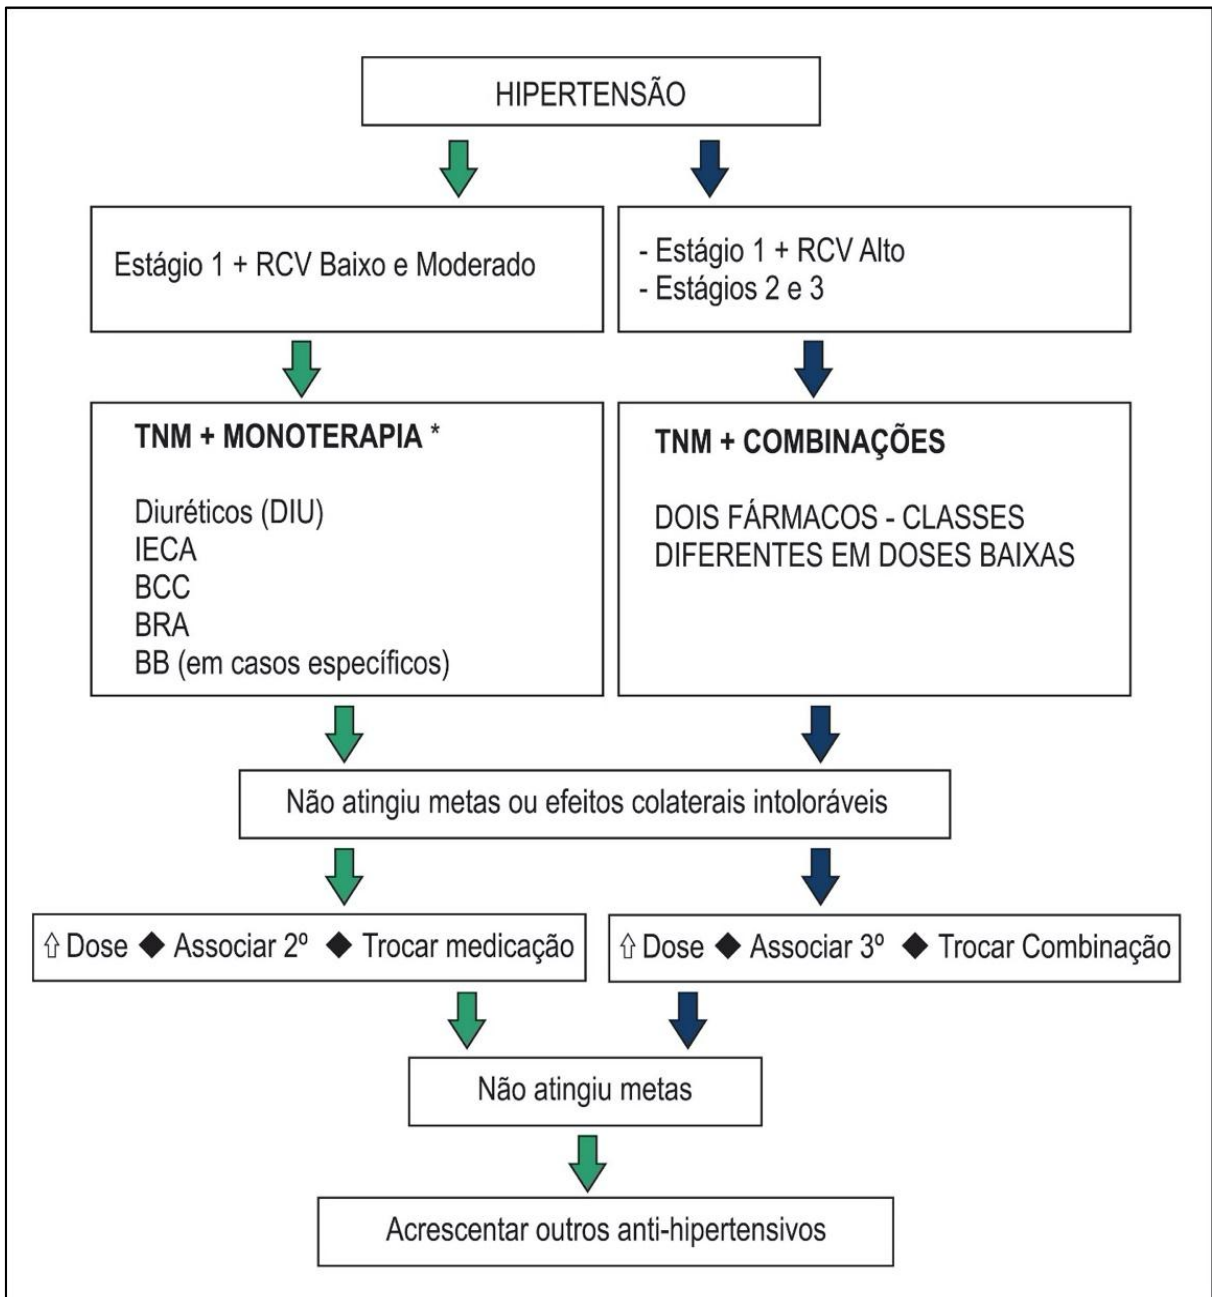 HIPERTENSÃO
Estágio 1 + RCV Baixo e Moderado
- Estágio 1 + RCV Alto
- Estágios 2 e 3
TNM + MONOTERAPIA *
Diuréticos (DIU)
IECA
BCC
BRA
BB (em casos específicos)
TNM + COMBINAÇÕES
DOIS FÁRMACOS - CLASSES
DIFERENTES EM DOSES BAIXAS
Não atingiu metas ou efeitos colaterais intoloráveis
⇧ Dose ◆ Associar 2º ◆ Trocar medicação
⇧ Dose ◆ Associar 3º ◆ Trocar Combinação
Não atingiu metas
Acrescentar outros anti-hipertensivos